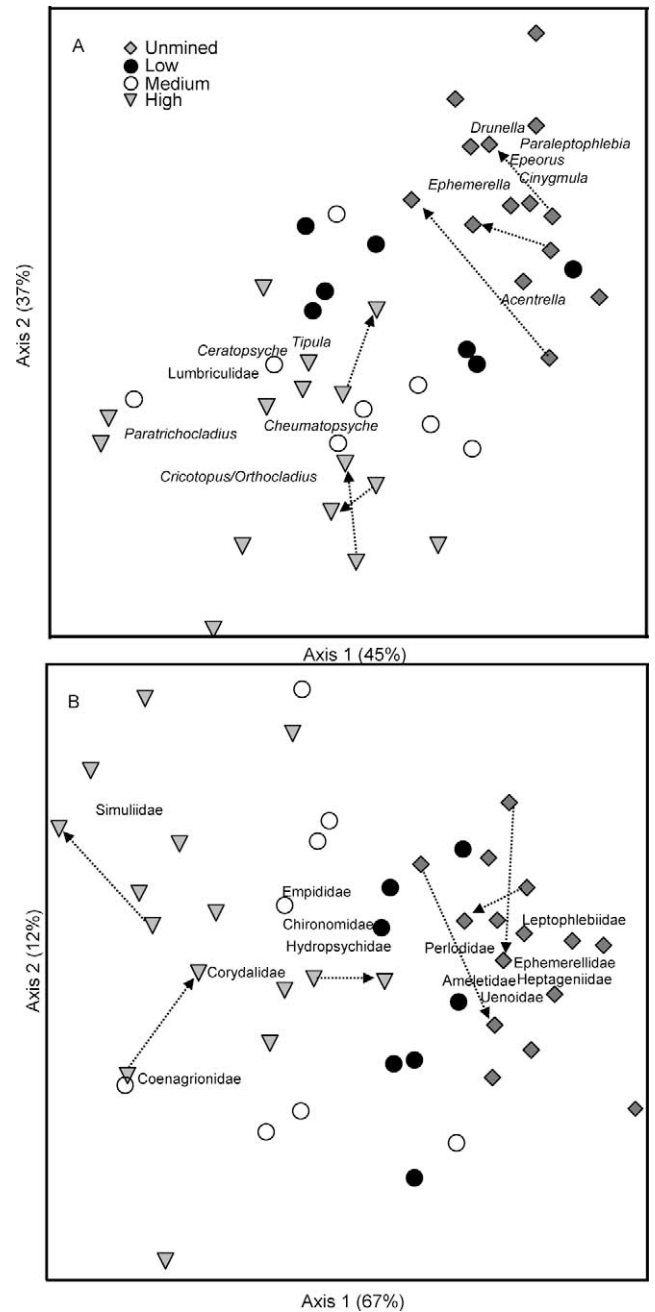 A
Unmined
Low
Medium
High
Drunella
Paraleptophlebia
Epeorus
Cinygmula
Ephemerella
Acentrella
Tipula
Ceratopsyche
Lumbriculidae
Cheumatopsyche
Paratrichocladius
Cricotopus/Orthocladius
Axis 2 (37%)
Axis 1 (45%)
B
Simuliidae
Empididae
Chironomidae
Hydropsychidae
Leptophlebiidae
Perlodidae
Ephemerellidae
Corydalidae
Ameletidae Heptageniidae
Uenoidae
Coenagrionidae
Axis 2 (12%)
Axis 1 (67%)